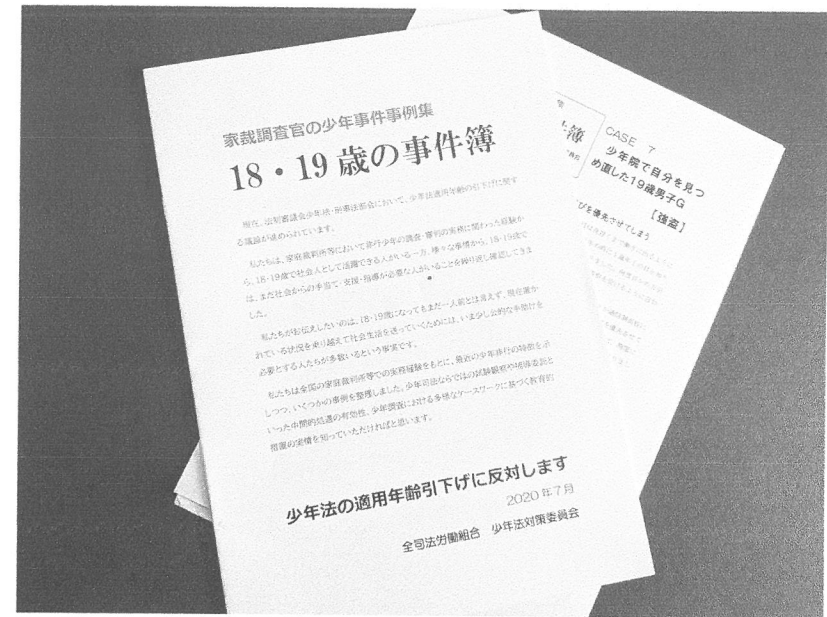 家裁調査官の少年事件事例集
18・19歳の事件簿
現在、法制審議会少年法・刑事法部会において、少年法適用年齢の引下げに関す
る議論が進められています。
私たちは、家庭裁判所等において非行少年の調査・審判の実務に関わった経験か
ら、18・19歳で社会人として活躍できる人がいる一方、様々な事情から、18・19歳で
は、まだ社会からの手当て・支援・指導が必要な人がいることを繰り返し確認してきま
した。
私たちがお伝えしたいのは、18・19歳になってもまだ一人前とは言えず、現在置か
れている状況を乗り越えて社会生活を送っていくためには、いま少し公的な手助けを
必要とする人たちが多数いるという事実です。
私たちは全国の家庭裁判所等での実務経験をもとに、最近の少年非行の特徴を示
しつつ、いくつかの事例を整理しました。少年司法ならではの試験観察や補導委託と
いった中間的処遇の有効性、少年調査における多様なケースワークに基づく教育的
措置の実情を知っていただければと思います。
少年法の適用年齢引下げに反対します
2020年7月
全司法労働組合 少年法対策委員会
簿
CASE 7
少年院で自分を見つ
め直した19歳男子G
[強盗]
びを優先させてしまう